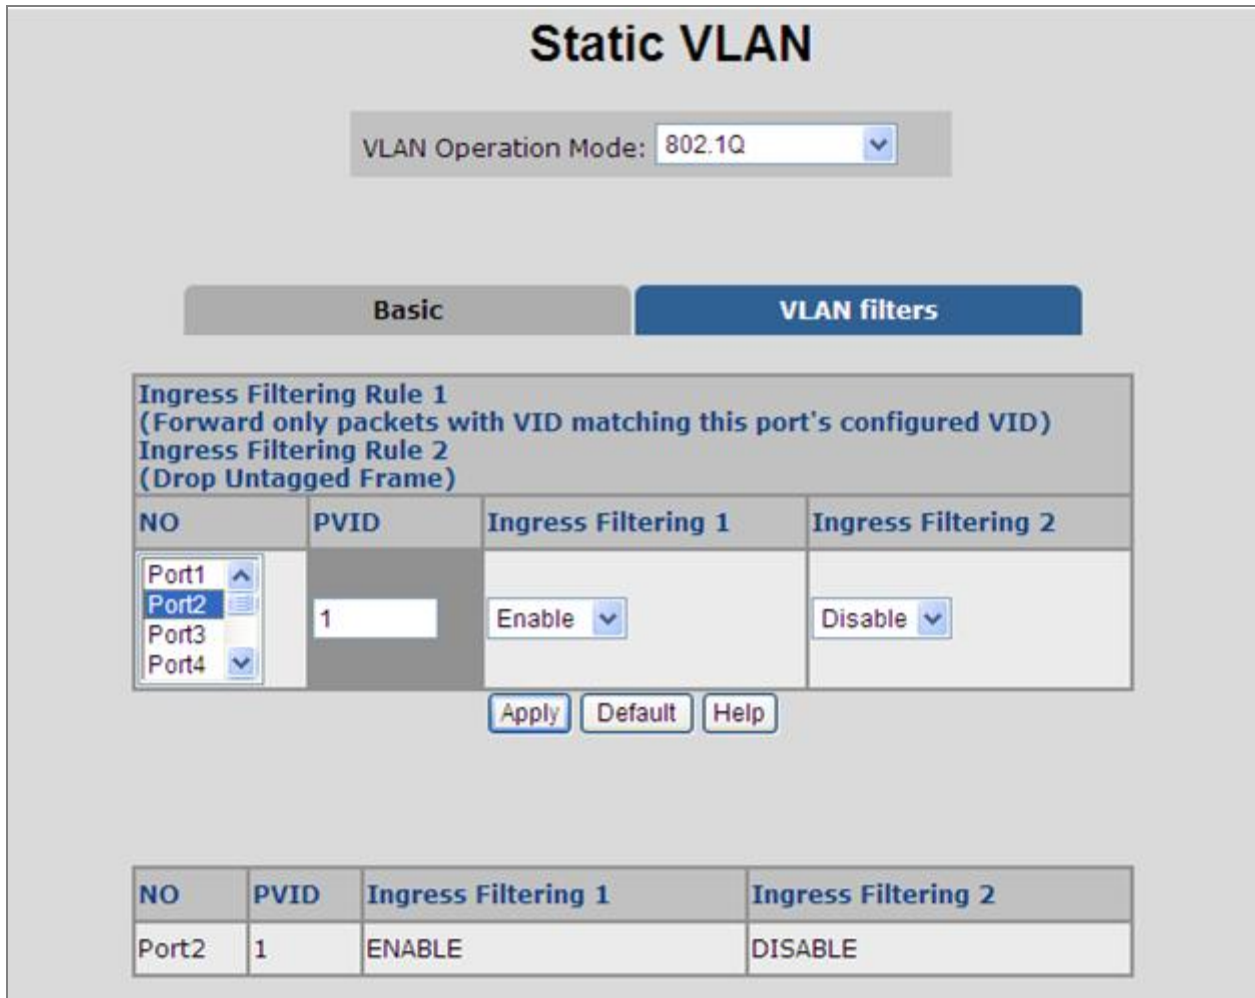 Static VLAN
VLAN Operation Mode: 802.1Q
Basic VLAN filters
Ingress Filtering Rule 1
(Forward only packets with VID matching this port's configured VID)
Ingress Filtering Rule 2
(Drop Untagged Frame)
NO PVID Ingress Filtering 1 Ingress Filtering 2
Port1
Port2
Port3
Port4
1 Enable Disable
Apply Default Help
NO PVID Ingress Filtering 1 Ingress Filtering 2
Port2 1 ENABLE DISABLE